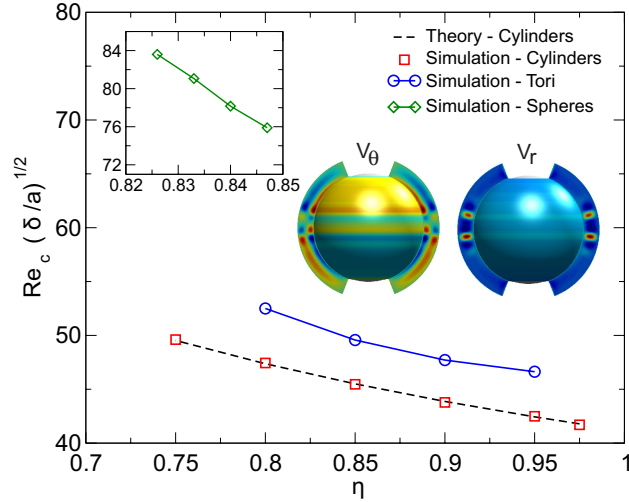 80
70
60
50
40
0.7
0.75
0.8
0.85
0.9
0.95
1
η
Re_c (δ/a)^{1/2}
84
80
76
72
0.82
0.83
0.84
0.85
Theory - Cylinders
Simulation - Cylinders
Simulation - Tori
Simulation - Spheres
V_θ
V_r